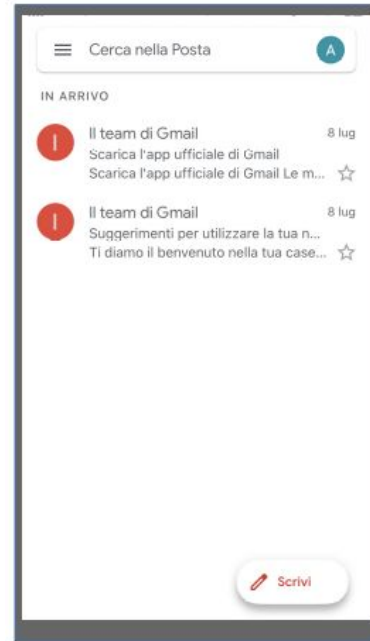 Cerca nella Posta
A
IN ARRIVO
I
Il team di Gmail 8 lug
Scarica l'app ufficiale di Gmail
Scarica l'app ufficiale di Gmail Le m...
I
Il team di Gmail 8 lug
Suggerimenti per utilizzare la tua n...
Ti diamo il benvenuto nella tua case...
Scrivi